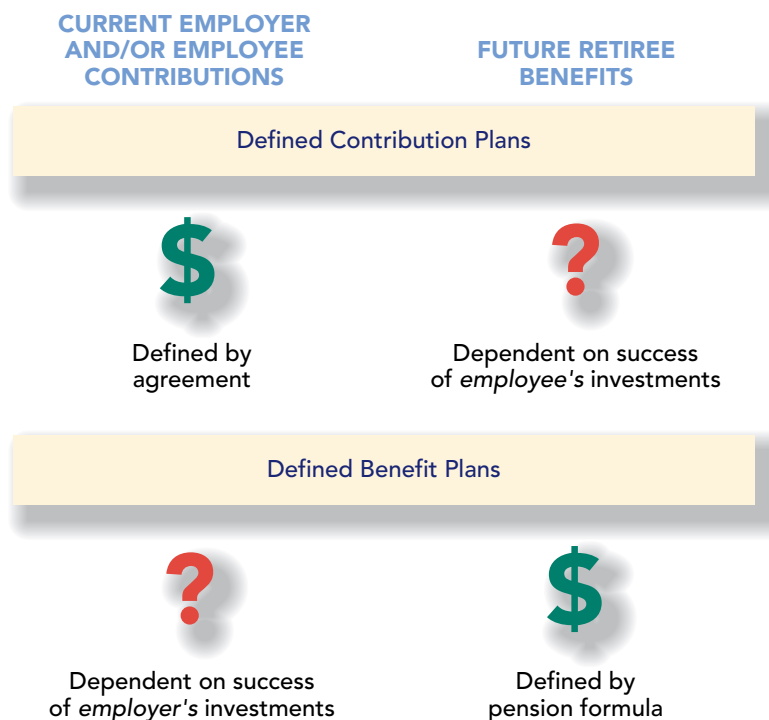 CURRENT EMPLOYER
AND/OR EMPLOYEE
CONTRIBUTIONS
FUTURE RETIREE
BENEFITS
Defined Contribution Plans
$
?
Defined by
agreement
Dependent on success
of employee's investments
Defined Benefit Plans
?
$
Dependent on success
of employer's investments
Defined by
pension formula